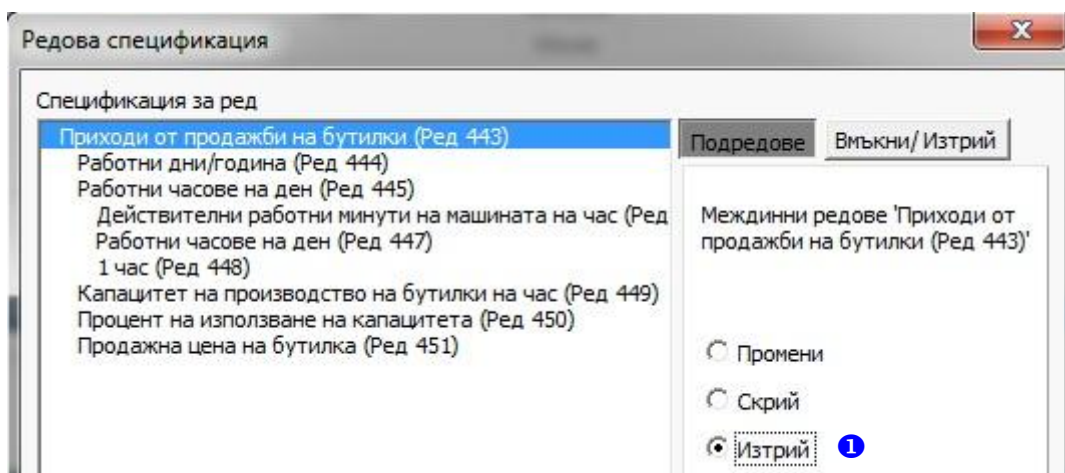 Редова спецификация
x
Спецификация за ред
Приходи от продажби на бутилки (Ред 443)
Работни дни/година (Ред 444)
Работни часове на ден (Ред 445)
Действителни работни минути на машината на час (Ред
Работни часове на ден (Ред 447)
1 час (Ред 448)
Капацитет на производство на бутилки на час (Ред 449)
Процент на използване на капацитета (Ред 450)
Продажна цена на бутилка (Ред 451)
Подредове
Вмъкни/ Изтрий
Междинни редове 'Приходи от
продажби на бутилки (Ред 443)'
Промени
Скрий
Изтрий ❶